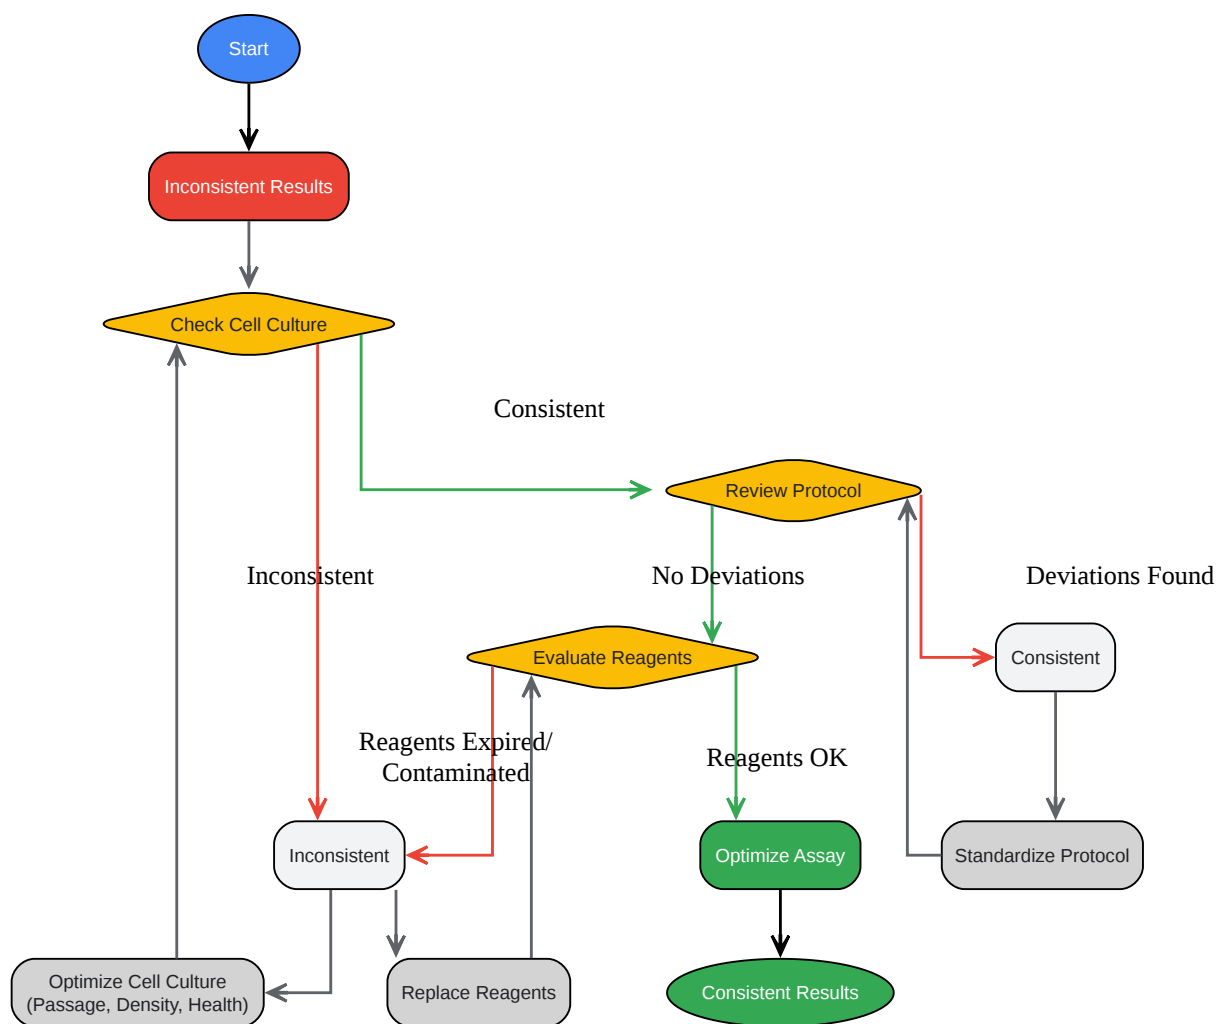 Start
Inconsistent Results
Check Cell Culture
Consistent
Review Protocol
Inconsistent
No Deviations
Deviations Found
Evaluate Reagents
Consistent
Reagents Expired/
Contaminated
Reagents OK
Inconsistent
Optimize Assay
Standardize Protocol
Optimize Cell Culture
(Passage, Density, Health)
Replace Reagents
Consistent Results